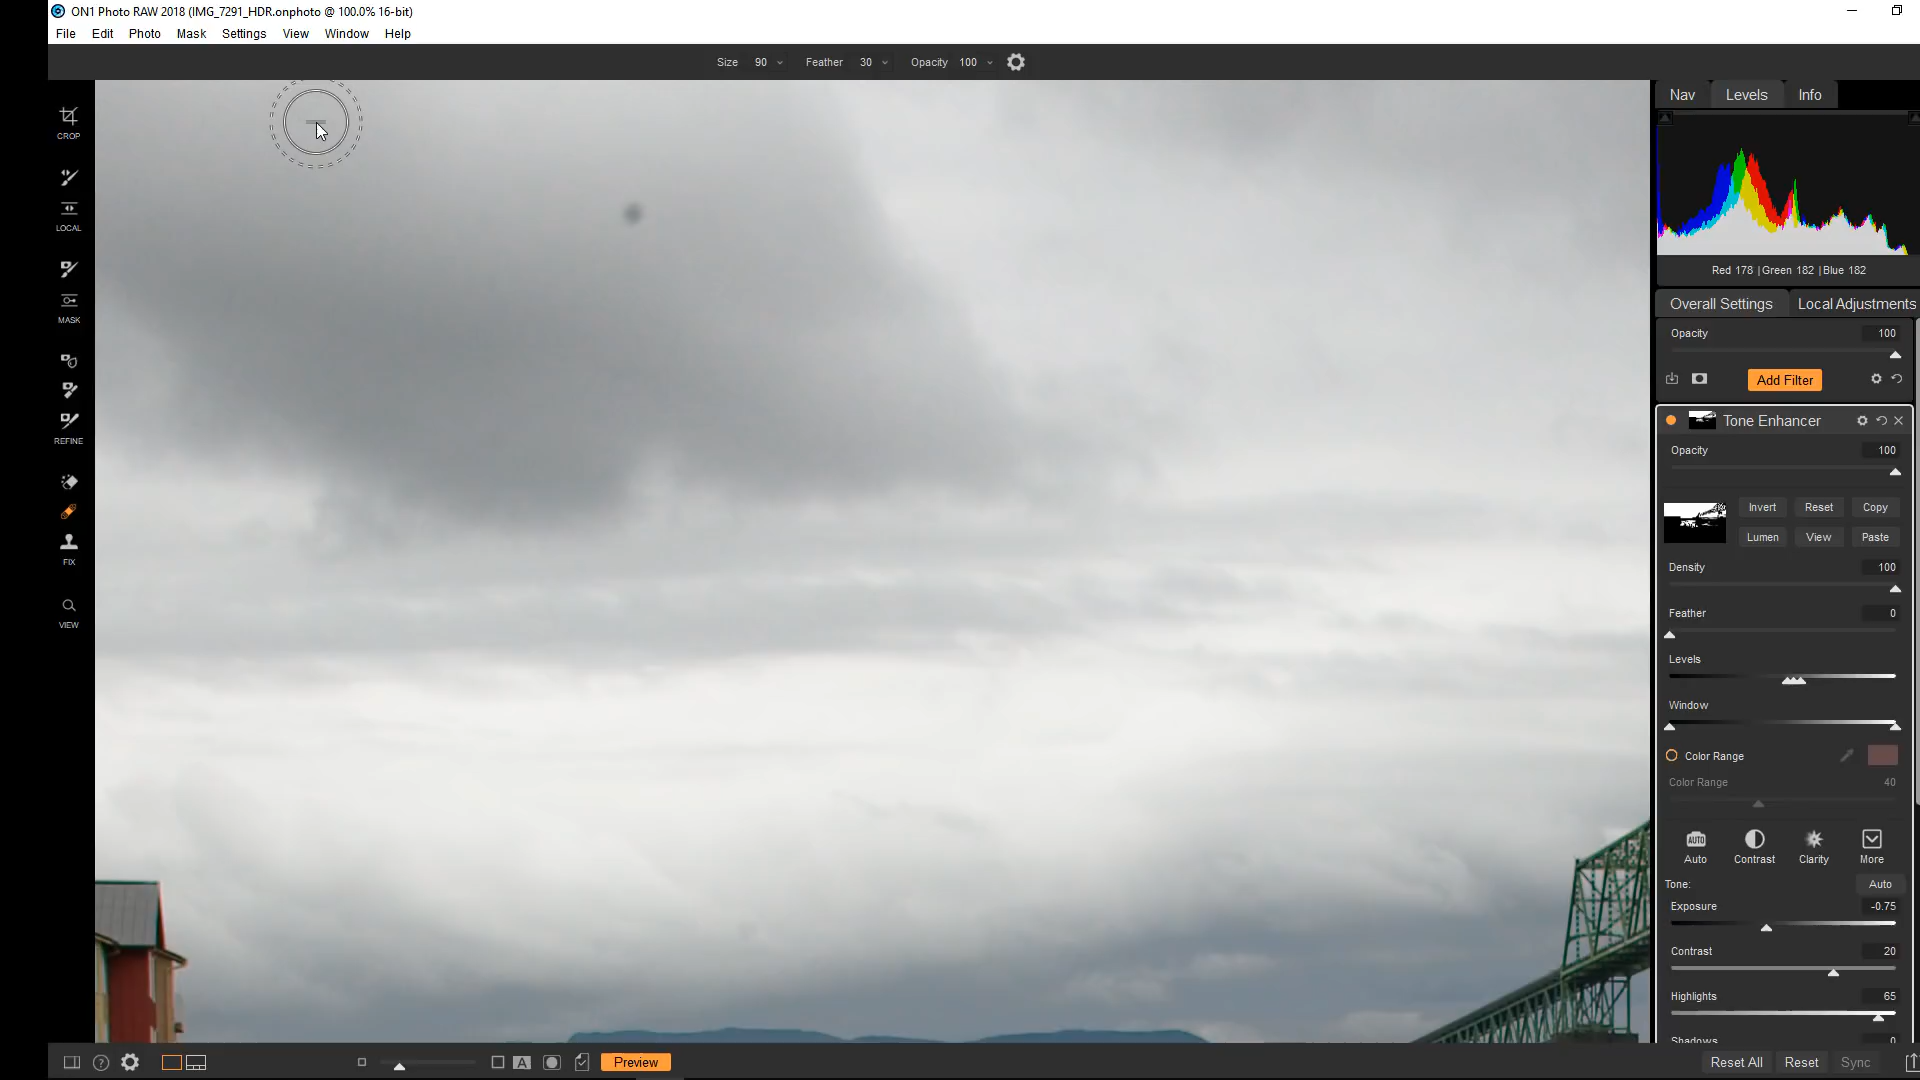 ON1 Photo RAW 2018 (IMG_7291_HDR.onphoto @ 100.0% 16-bit)
File Edit Photo Mask Settings View Window Help
Size 90 Feather 30 Opacity 100
CROP
LOCAL
MASK
REFINE
FIX
VIEW
Nav Levels Info
Red 178 | Green 182 | Blue 182
Overall Settings Local Adjustments
Opacity 100
Add Filter
Tone Enhancer
Opacity 100
Invert Reset Copy
Lumen View Paste
Density 100
Feather 0
Levels
Window
Color Range
Color Range 40
AUTO
Auto Contrast Clarity More
Tone: Auto
Exposure -0.75
Contrast 20
Highlights 65
Shadows 0
? A Preview
Reset All Reset Sync